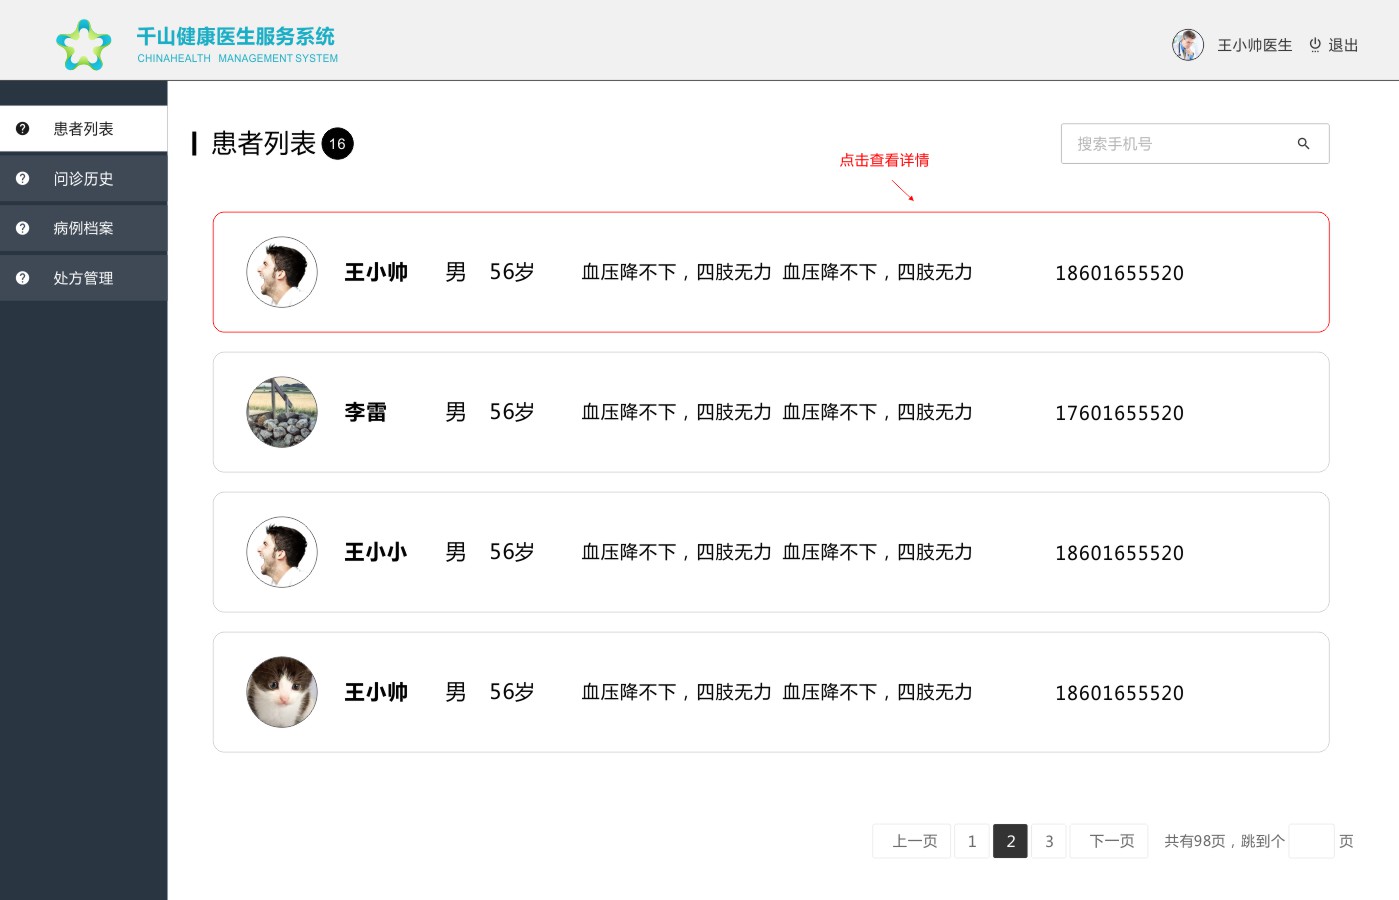 千山健康医生服务系统
CHINAHEALTH MANAGEMENT SYSTEM
王小帅医生 退出
患者列表
问诊历史
病例档案
处方管理
患者列表 16
搜索手机号
点击查看详情
王小帅 男 56岁 血压降不下，四肢无力 血压降不下，四肢无力 18601655520
李雷 男 56岁 血压降不下，四肢无力 血压降不下，四肢无力 17601655520
王小小 男 56岁 血压降不下，四肢无力 血压降不下，四肢无力 18601655520
王小帅 男 56岁 血压降不下，四肢无力 血压降不下，四肢无力 18601655520
上一页 1 2 3 下一页 共有98页，跳到个 页